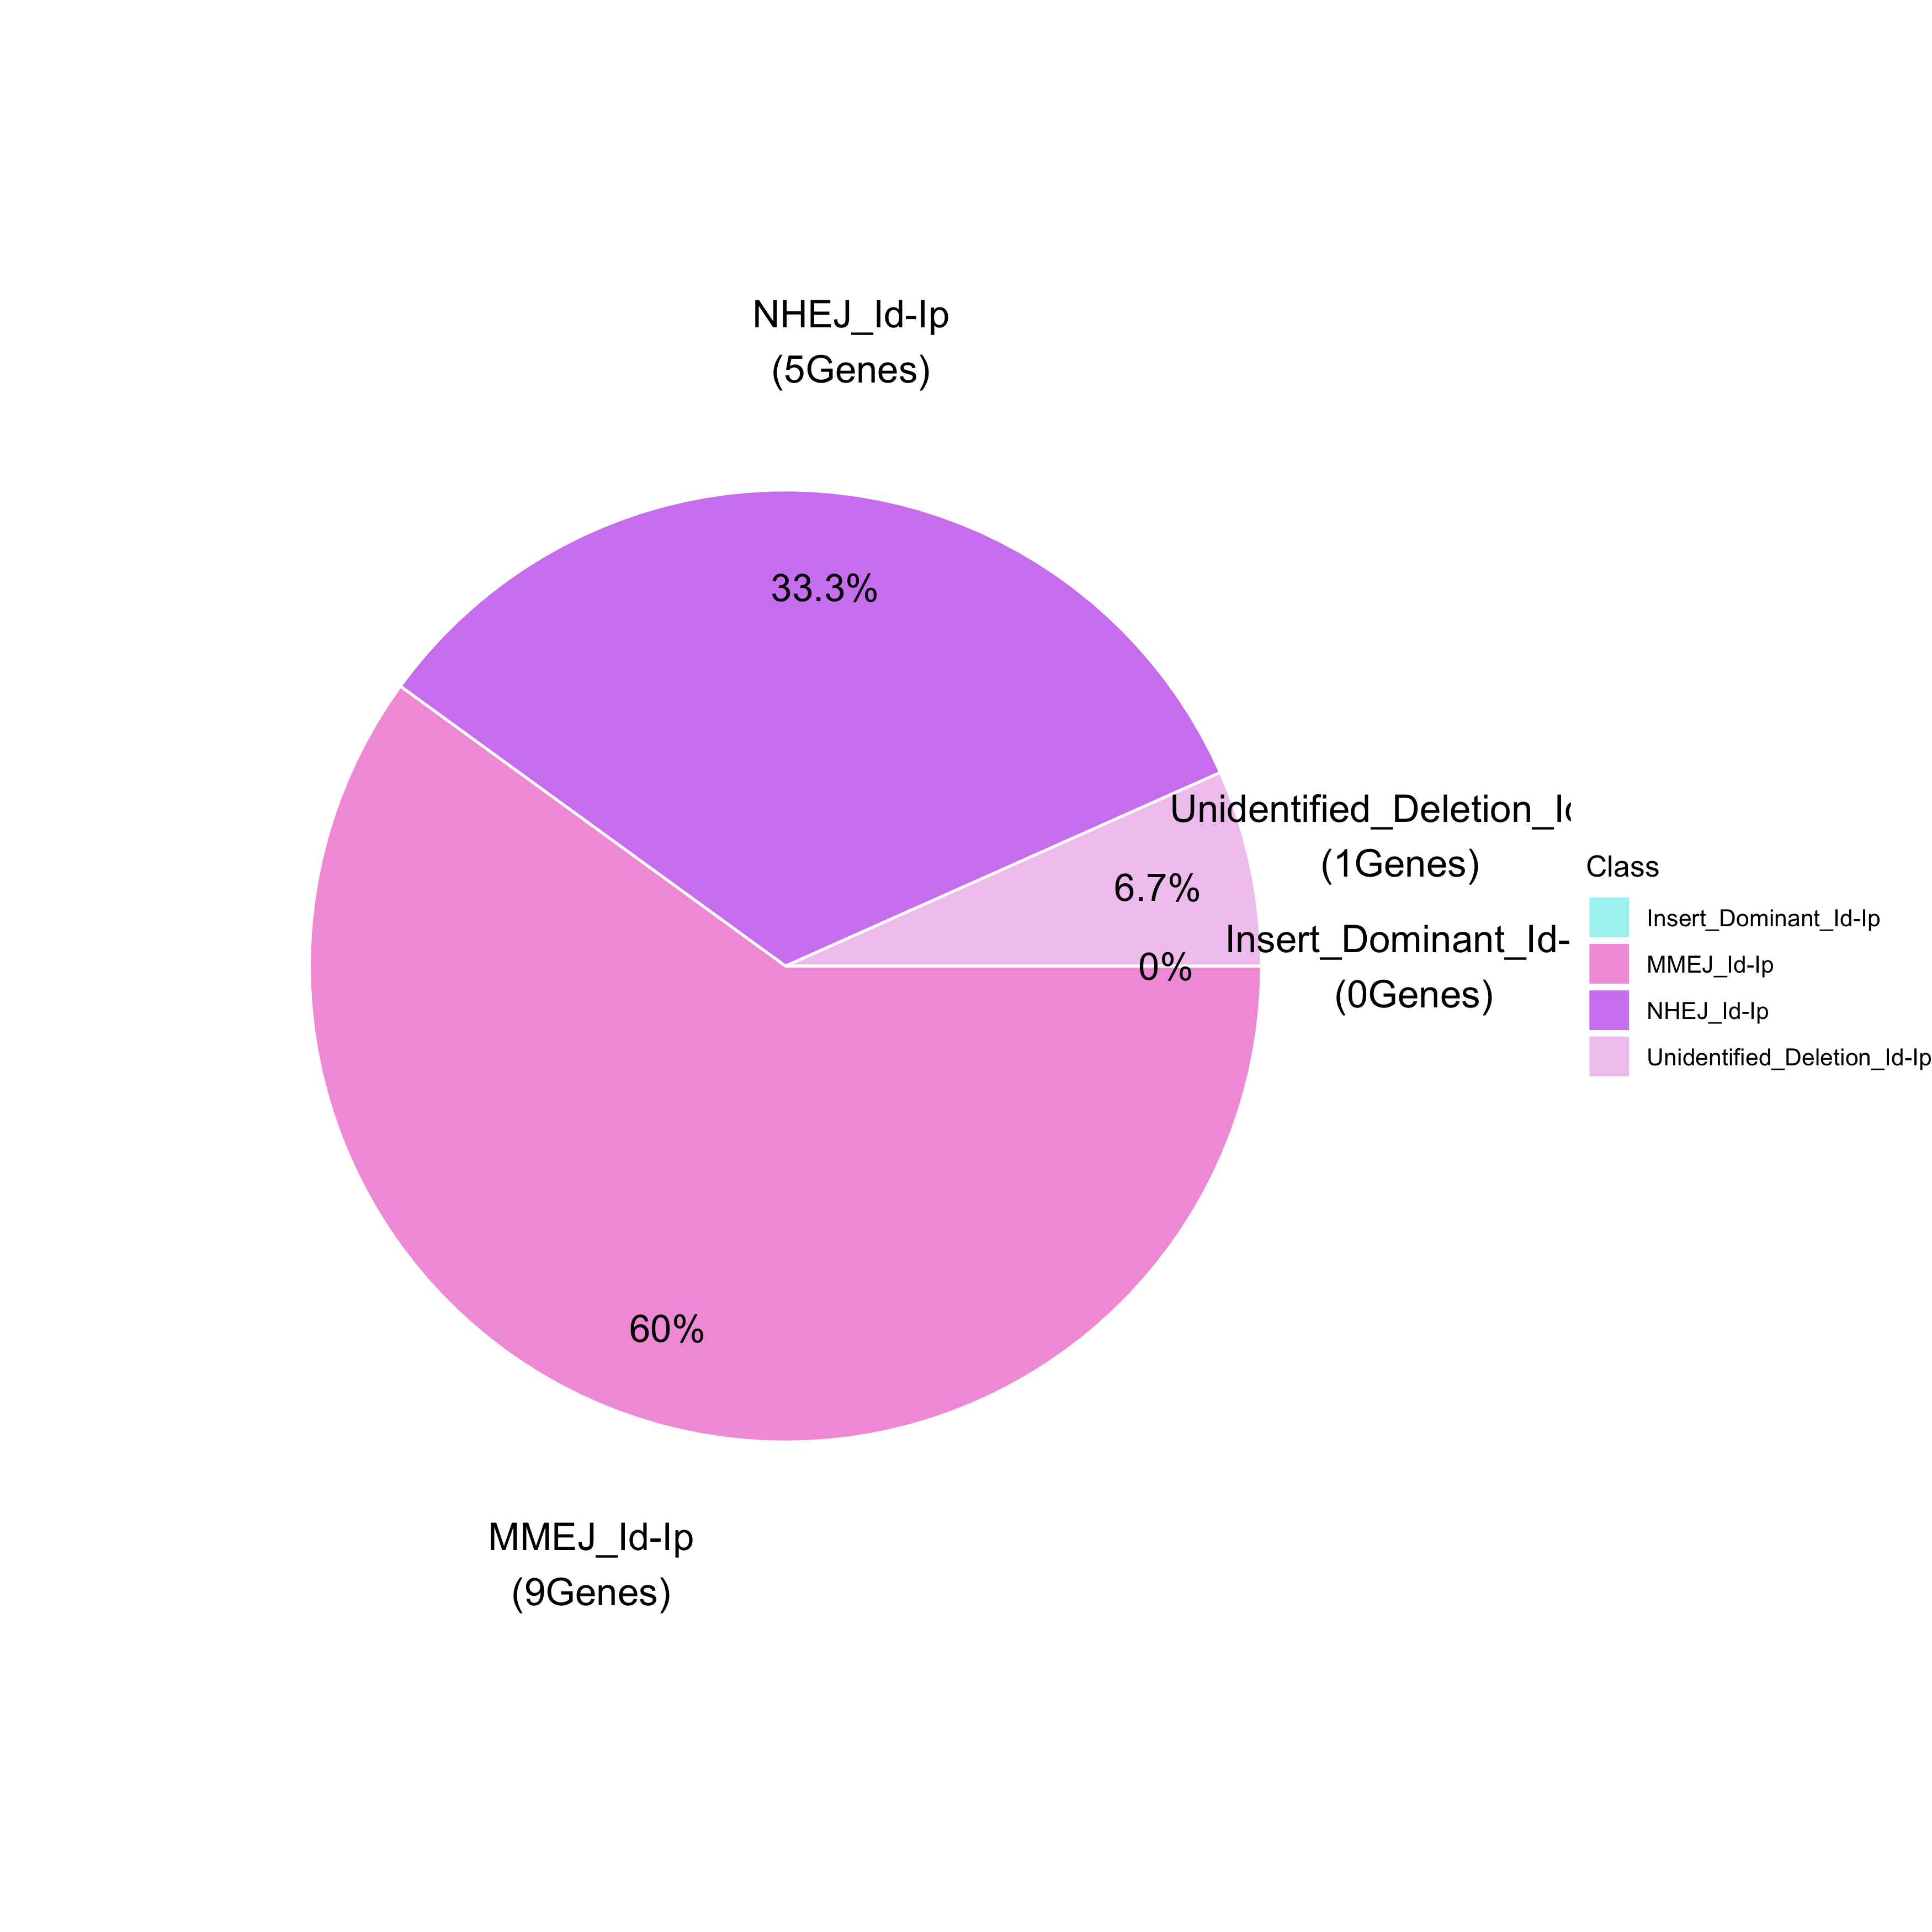 NHEJ_Id-Ip
(5Genes)
33.3%
Unidentified_Deletion_Id
(1Genes)
6.7%
Insert_Dominant_Id-
(0Genes)
0%
60%
MMEJ_Id-Ip
(9Genes)
Class
Insert_Dominant_Id-Ip
MMEJ_Id-Ip
NHEJ_Id-Ip
Unidentified_Deletion_Id-Ip